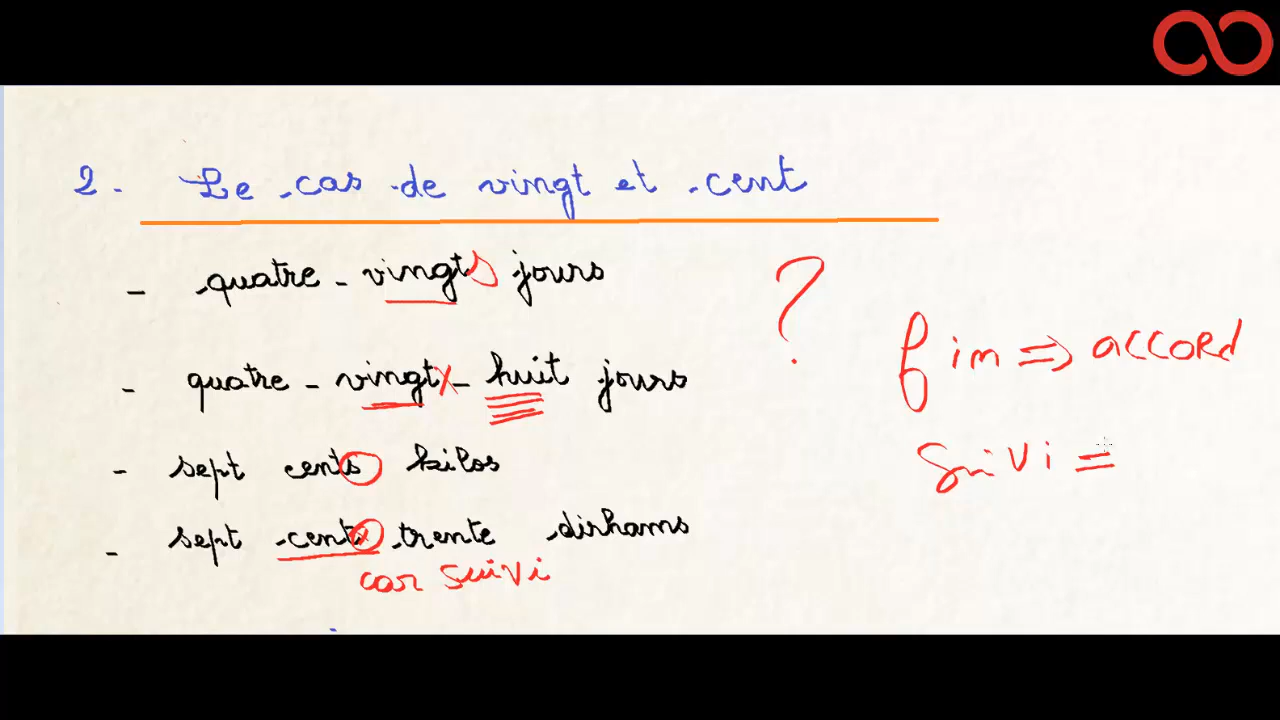 2. Le cas de vingt et cent
- quatre-vingts jours
?
fin => accord
- quatre-vingt x - huit jours
suivi =
- sept cents kilos
- sept cent x trente dirhams
car suivi